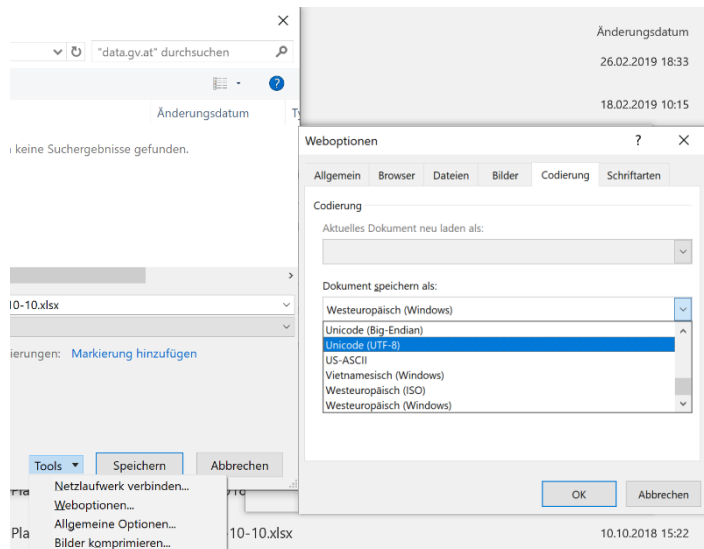 "data.gv.at" durchsuchen
Änderungsdatum
n keine Suchergebnisse gefunden.
10-10.xlsx
ierungen: Markierung hinzufügen
Tools
Speichern
Abbrechen
Netzlaufwerk verbinden...
Weboptionen...
Allgemeine Optionen...
Bilder komprimieren...
Pla
10-10.xlsx
10.10.2018 15:22
Änderungsdatum
26.02.2019 18:33
18.02.2019 10:15
Weboptionen
?
Allgemein Browser Dateien Bilder Codierung Schriftarten
Codierung
Aktuelles Dokument neu laden als:
Dokument speichern als:
Westeuropäisch (Windows)
Unicode (Big-Endian)
Unicode (UTF-8)
US-ASCII
Vietnamesisch (Windows)
Westeuropäisch (ISO)
Westeuropäisch (Windows)
OK
Abbrechen